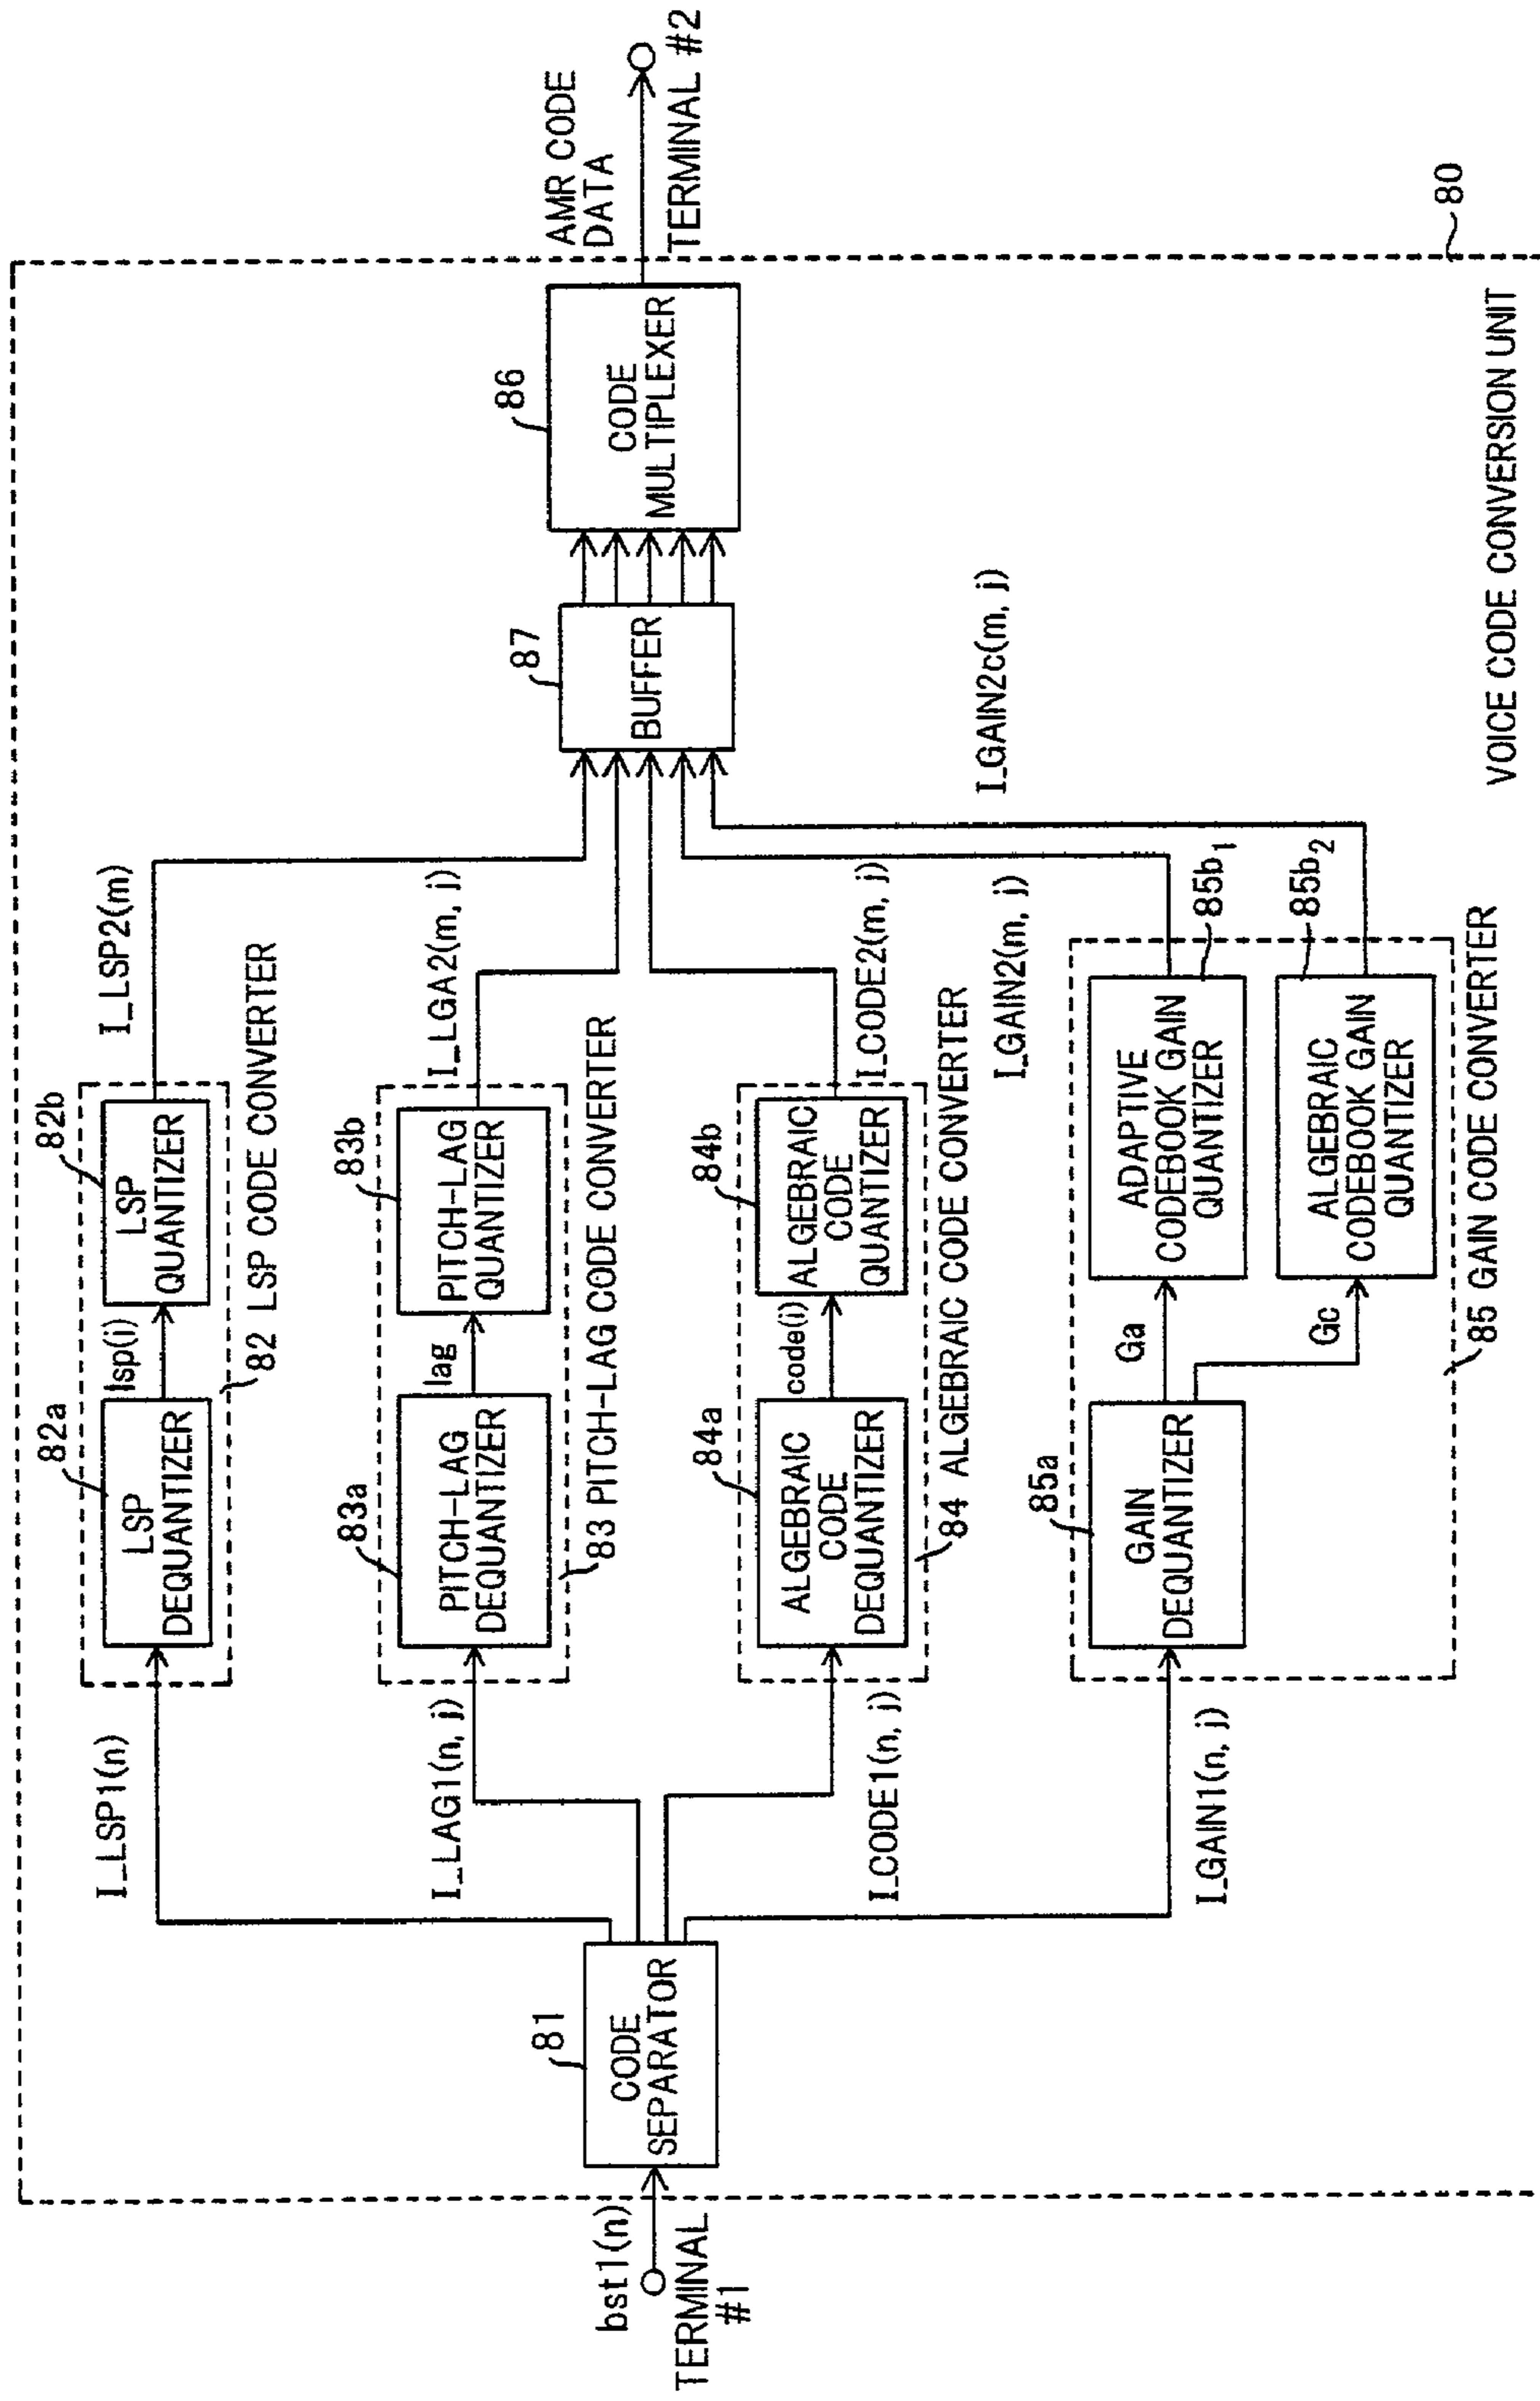 bst1(n)
TERMINAL
#1
81
CODE
SEPARATOR
I_LSP1(n)
I_LAG1(n, j)
I_CODE1(n, j)
I_GAIN1(n, j)
82a
LSP
DEQUANTIZER
lsp(i)
82b
LSP
QUANTIZER
82 LSP CODE CONVERTER
I_LSP2(m)
83a
PITCH-LAG
DEQUANTIZER
lag
83b
PITCH-LAG
QUANTIZER
83 PITCH-LAG CODE CONVERTER
I_LGA2(m, j)
84a
ALGEBRAIC
CODE
DEQUANTIZER
code(i)
84b
ALGEBRAIC
CODE
QUANTIZER
84 ALGEBRAIC CODE CONVERTER
I_CODE2(m, j)
85a
GAIN
DEQUANTIZER
Ga
Gc
ADAPTIVE
CODEBOOK GAIN
QUANTIZER
85b1
ALGEBRAIC
CODEBOOK GAIN
QUANTIZER
85b2
85 GAIN CODE CONVERTER
I_GAIN2(m, j)
I_GAIN2c(m, j)
87
BUFFER
86
CODE
MULTIPLEXER
AMR CODE
DATA
TERMINAL #2
80
VOICE CODE CONVERSION UNIT